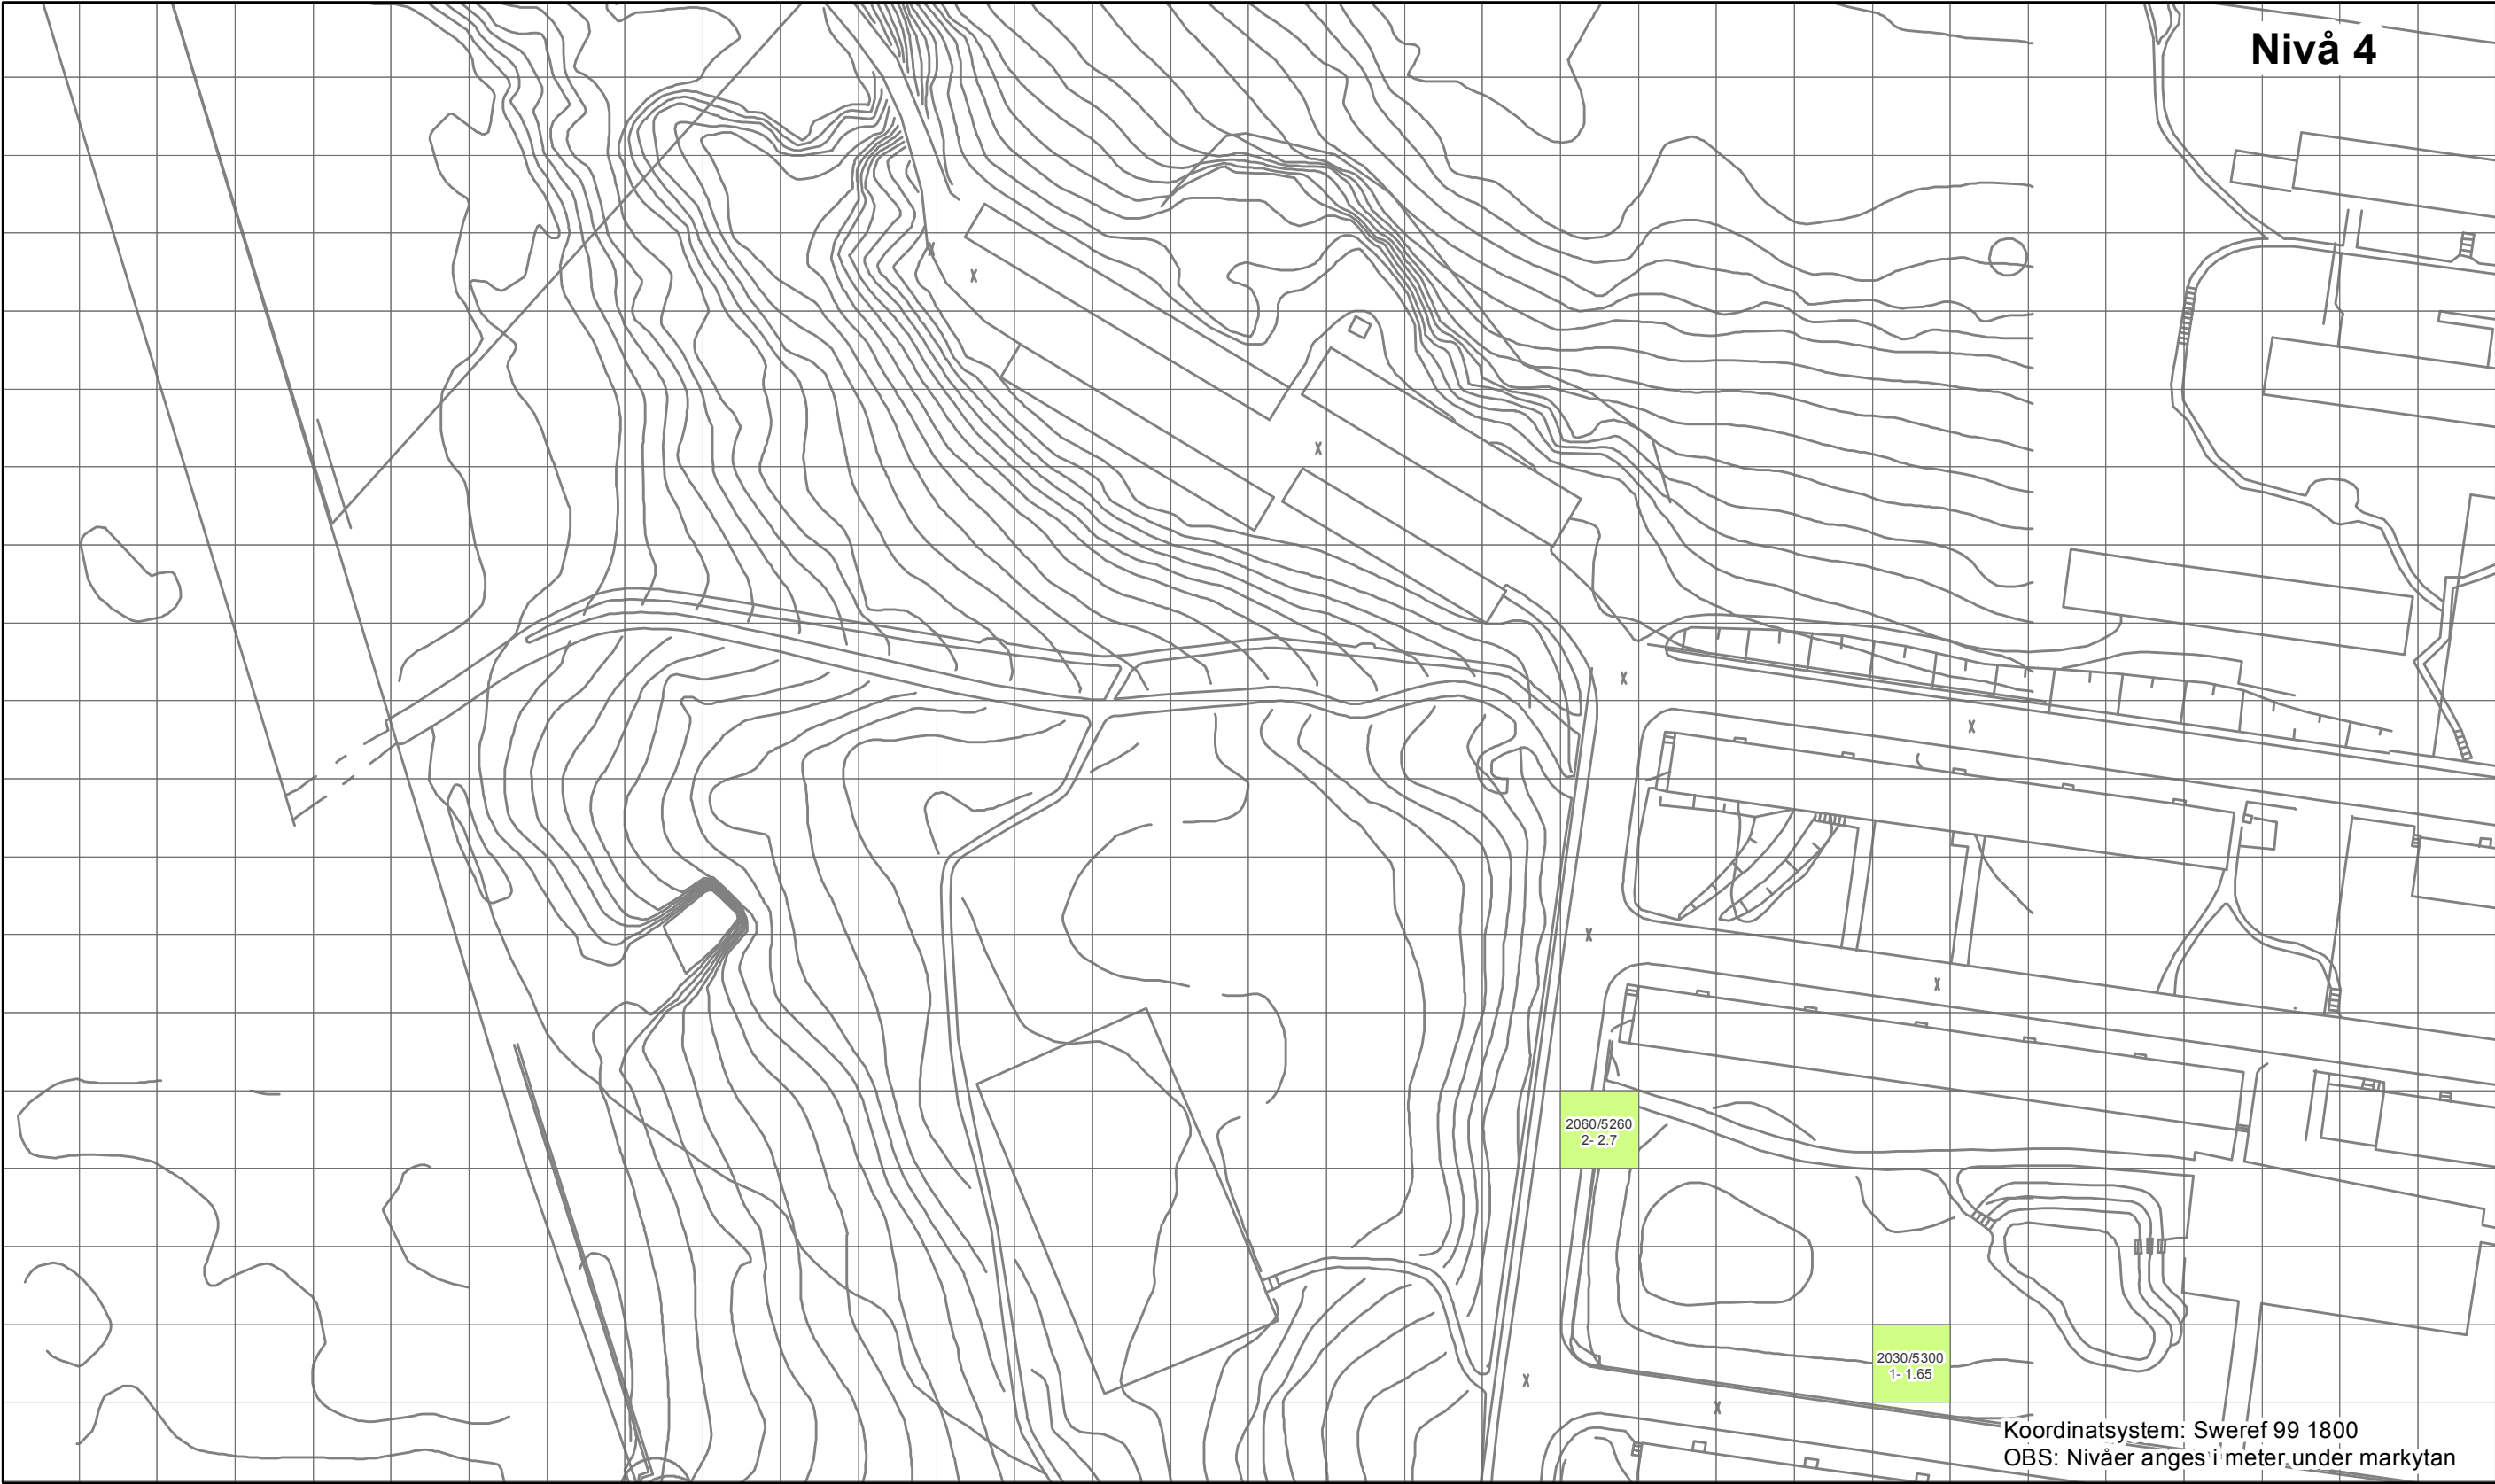 Nivå 4
2060/5260
2- 2.7
2030/5300
1- 1.65
Koordinatsystem: Sweref 99 1800
OBS: Nivåer anges i meter under markytan